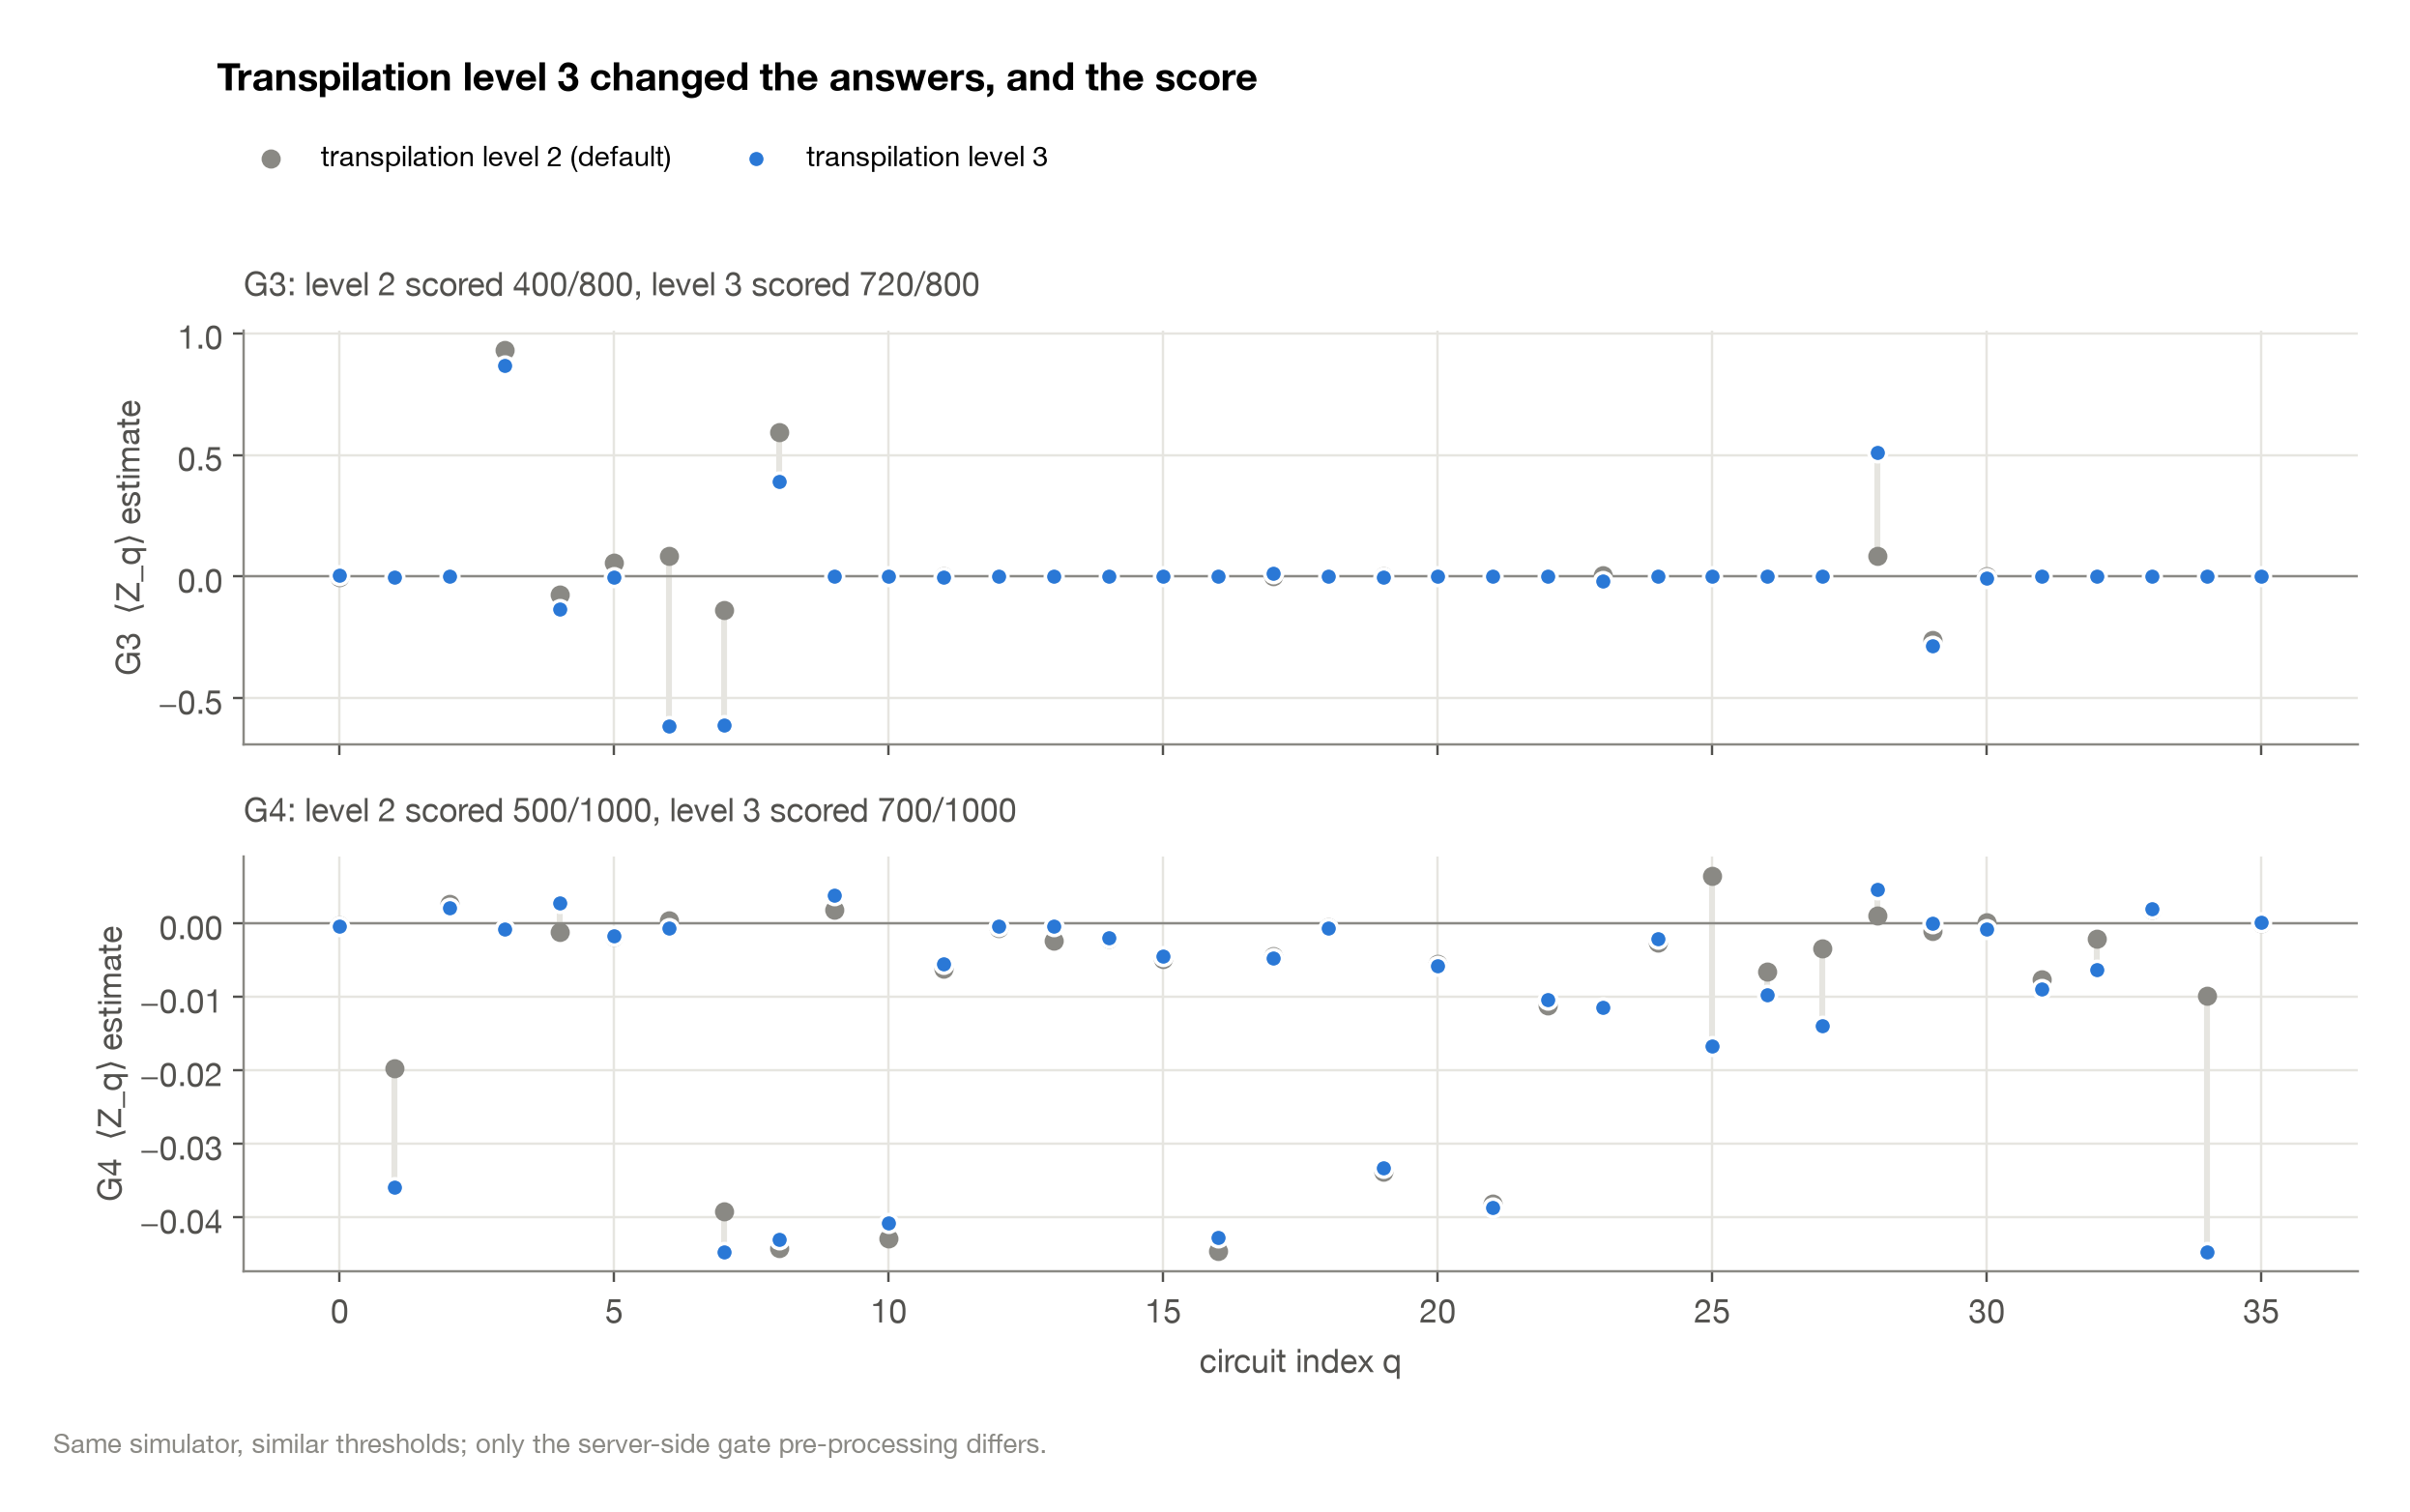 Transpilation level 3 changed the answers, and the score
transpilation level 2 (default)
transpilation level 3
G3: level 2 scored 400/800, level 3 scored 720/800
1.0
0.5
0.0
−0.5
G3 ⟨Z_q⟩ estimate
G4: level 2 scored 500/1000, level 3 scored 700/1000
0.00
−0.01
−0.02
−0.03
−0.04
G4 ⟨Z_q⟩ estimate
0 5 10 15 20 25 30 35
circuit index q
Same simulator, similar thresholds; only the server-side gate pre-processing differs.